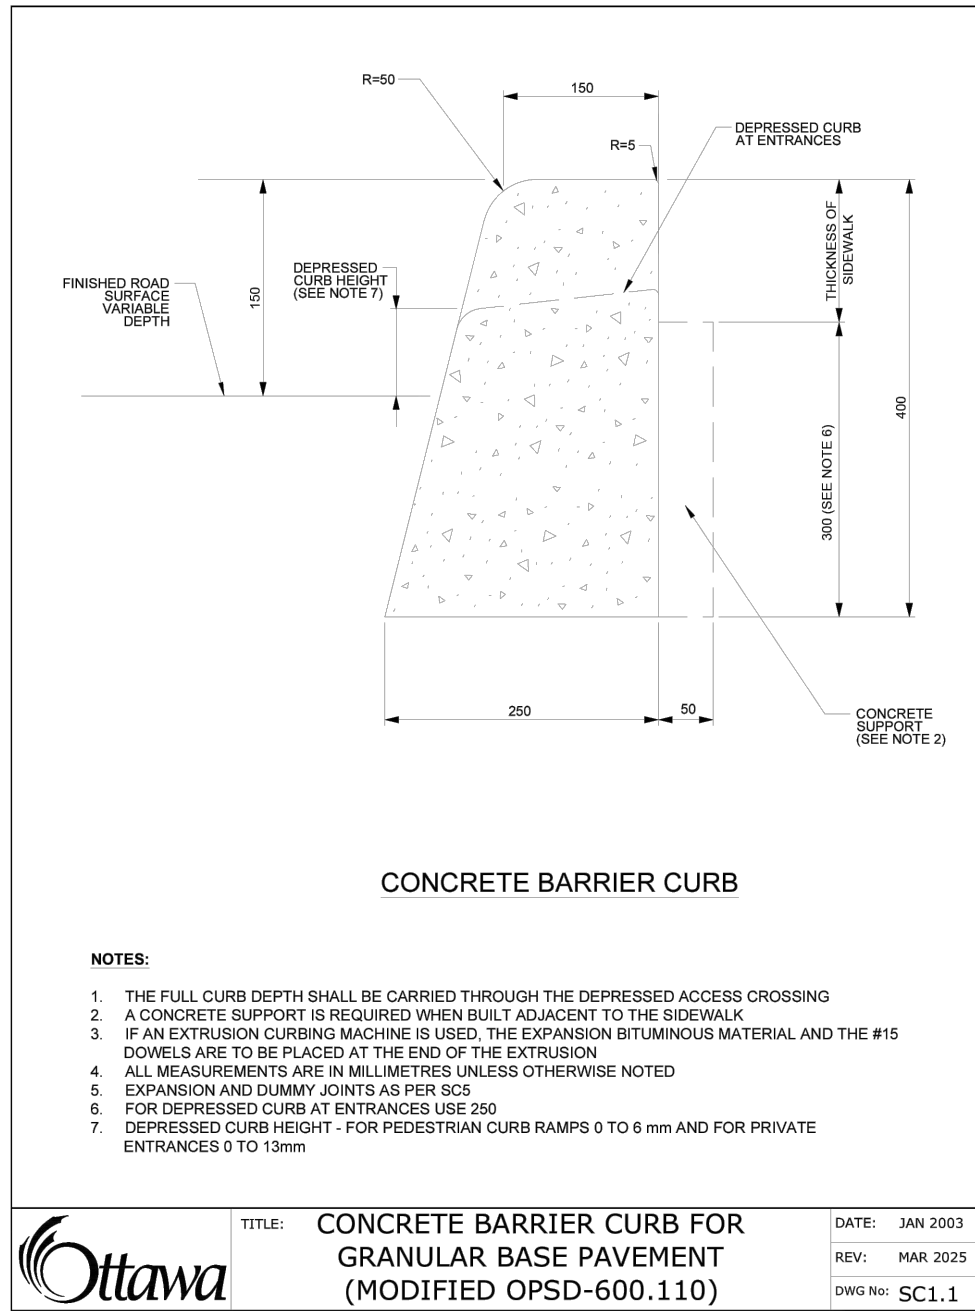 R=50
150
DEPRESSED CURB
AT ENTRANCES
R=5
THICKNESS OF
SIDEWALK
FINISHED ROAD
SURFACE
VARIABLE
DEPTH
150
DEPRESSED
CURB HEIGHT
(SEE NOTE 7)
300 (SEE NOTE 6)
400
250
50
CONCRETE
SUPPORT
(SEE NOTE 2)
CONCRETE BARRIER CURB
NOTES:
1. THE FULL CURB DEPTH SHALL BE CARRIED THROUGH THE DEPRESSED ACCESS CROSSING
2. A CONCRETE SUPPORT IS REQUIRED WHEN BUILT ADJACENT TO THE SIDEWALK
3. IF AN EXTRUSION CURBING MACHINE IS USED, THE EXPANSION BITUMINOUS MATERIAL AND THE #15
DOWELS ARE TO BE PLACED AT THE END OF THE EXTRUSION
4. ALL MEASUREMENTS ARE IN MILLIMETRES UNLESS OTHERWISE NOTED
5. EXPANSION AND DUMMY JOINTS AS PER SC5
6. FOR DEPRESSED CURB AT ENTRANCES USE 250
7. DEPRESSED CURB HEIGHT - FOR PEDESTRIAN CURB RAMPS 0 TO 6 mm AND FOR PRIVATE
ENTRANCES 0 TO 13mm
Ottawa
TITLE:
CONCRETE BARRIER CURB FOR
GRANULAR BASE PAVEMENT
(MODIFIED OPSD-600.110)
DATE: JAN 2003
REV: MAR 2025
DWG No: SC1.1